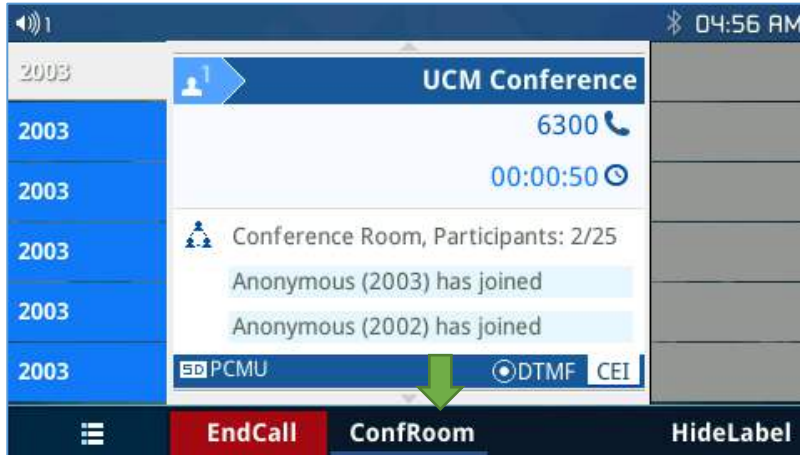 1 04:56 AM
2003
1 UCM Conference
2003
6300
2003
00:00:50
2003
Conference Room, Participants: 2/25
Anonymous (2003) has joined
2003
Anonymous (2002) has joined
2003
SD PCMU DTMF CEI
EndCall ConfRoom HideLabel